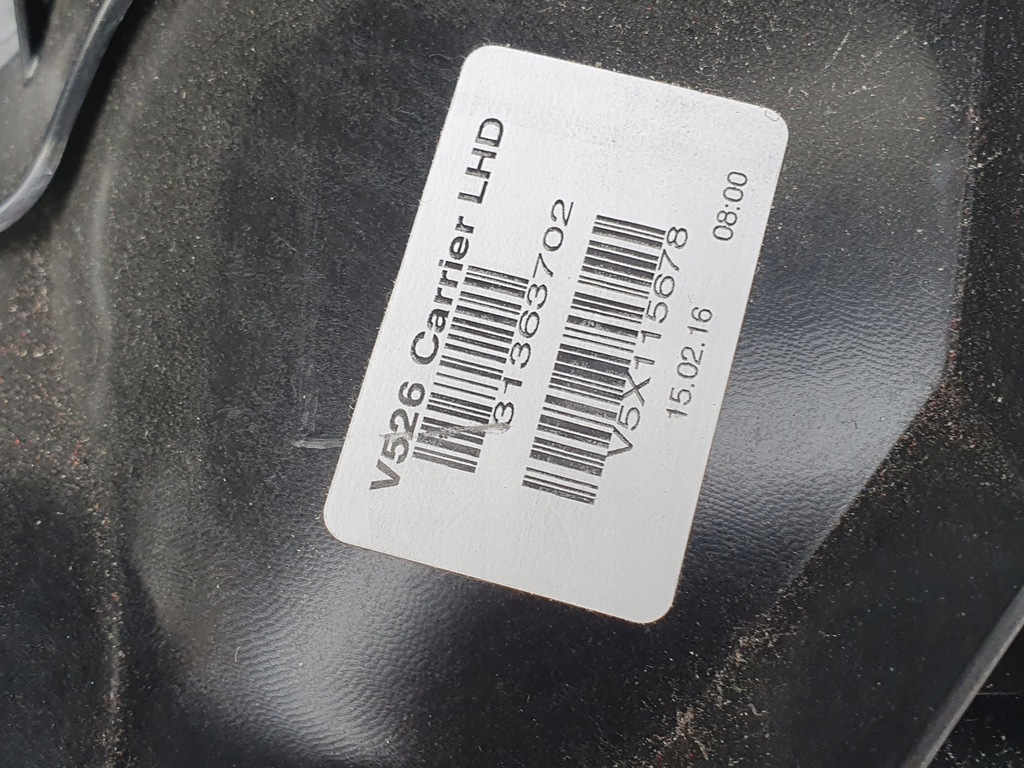 V526 Carrier LHD
31363702
V5X115678
15.02.16 08:00